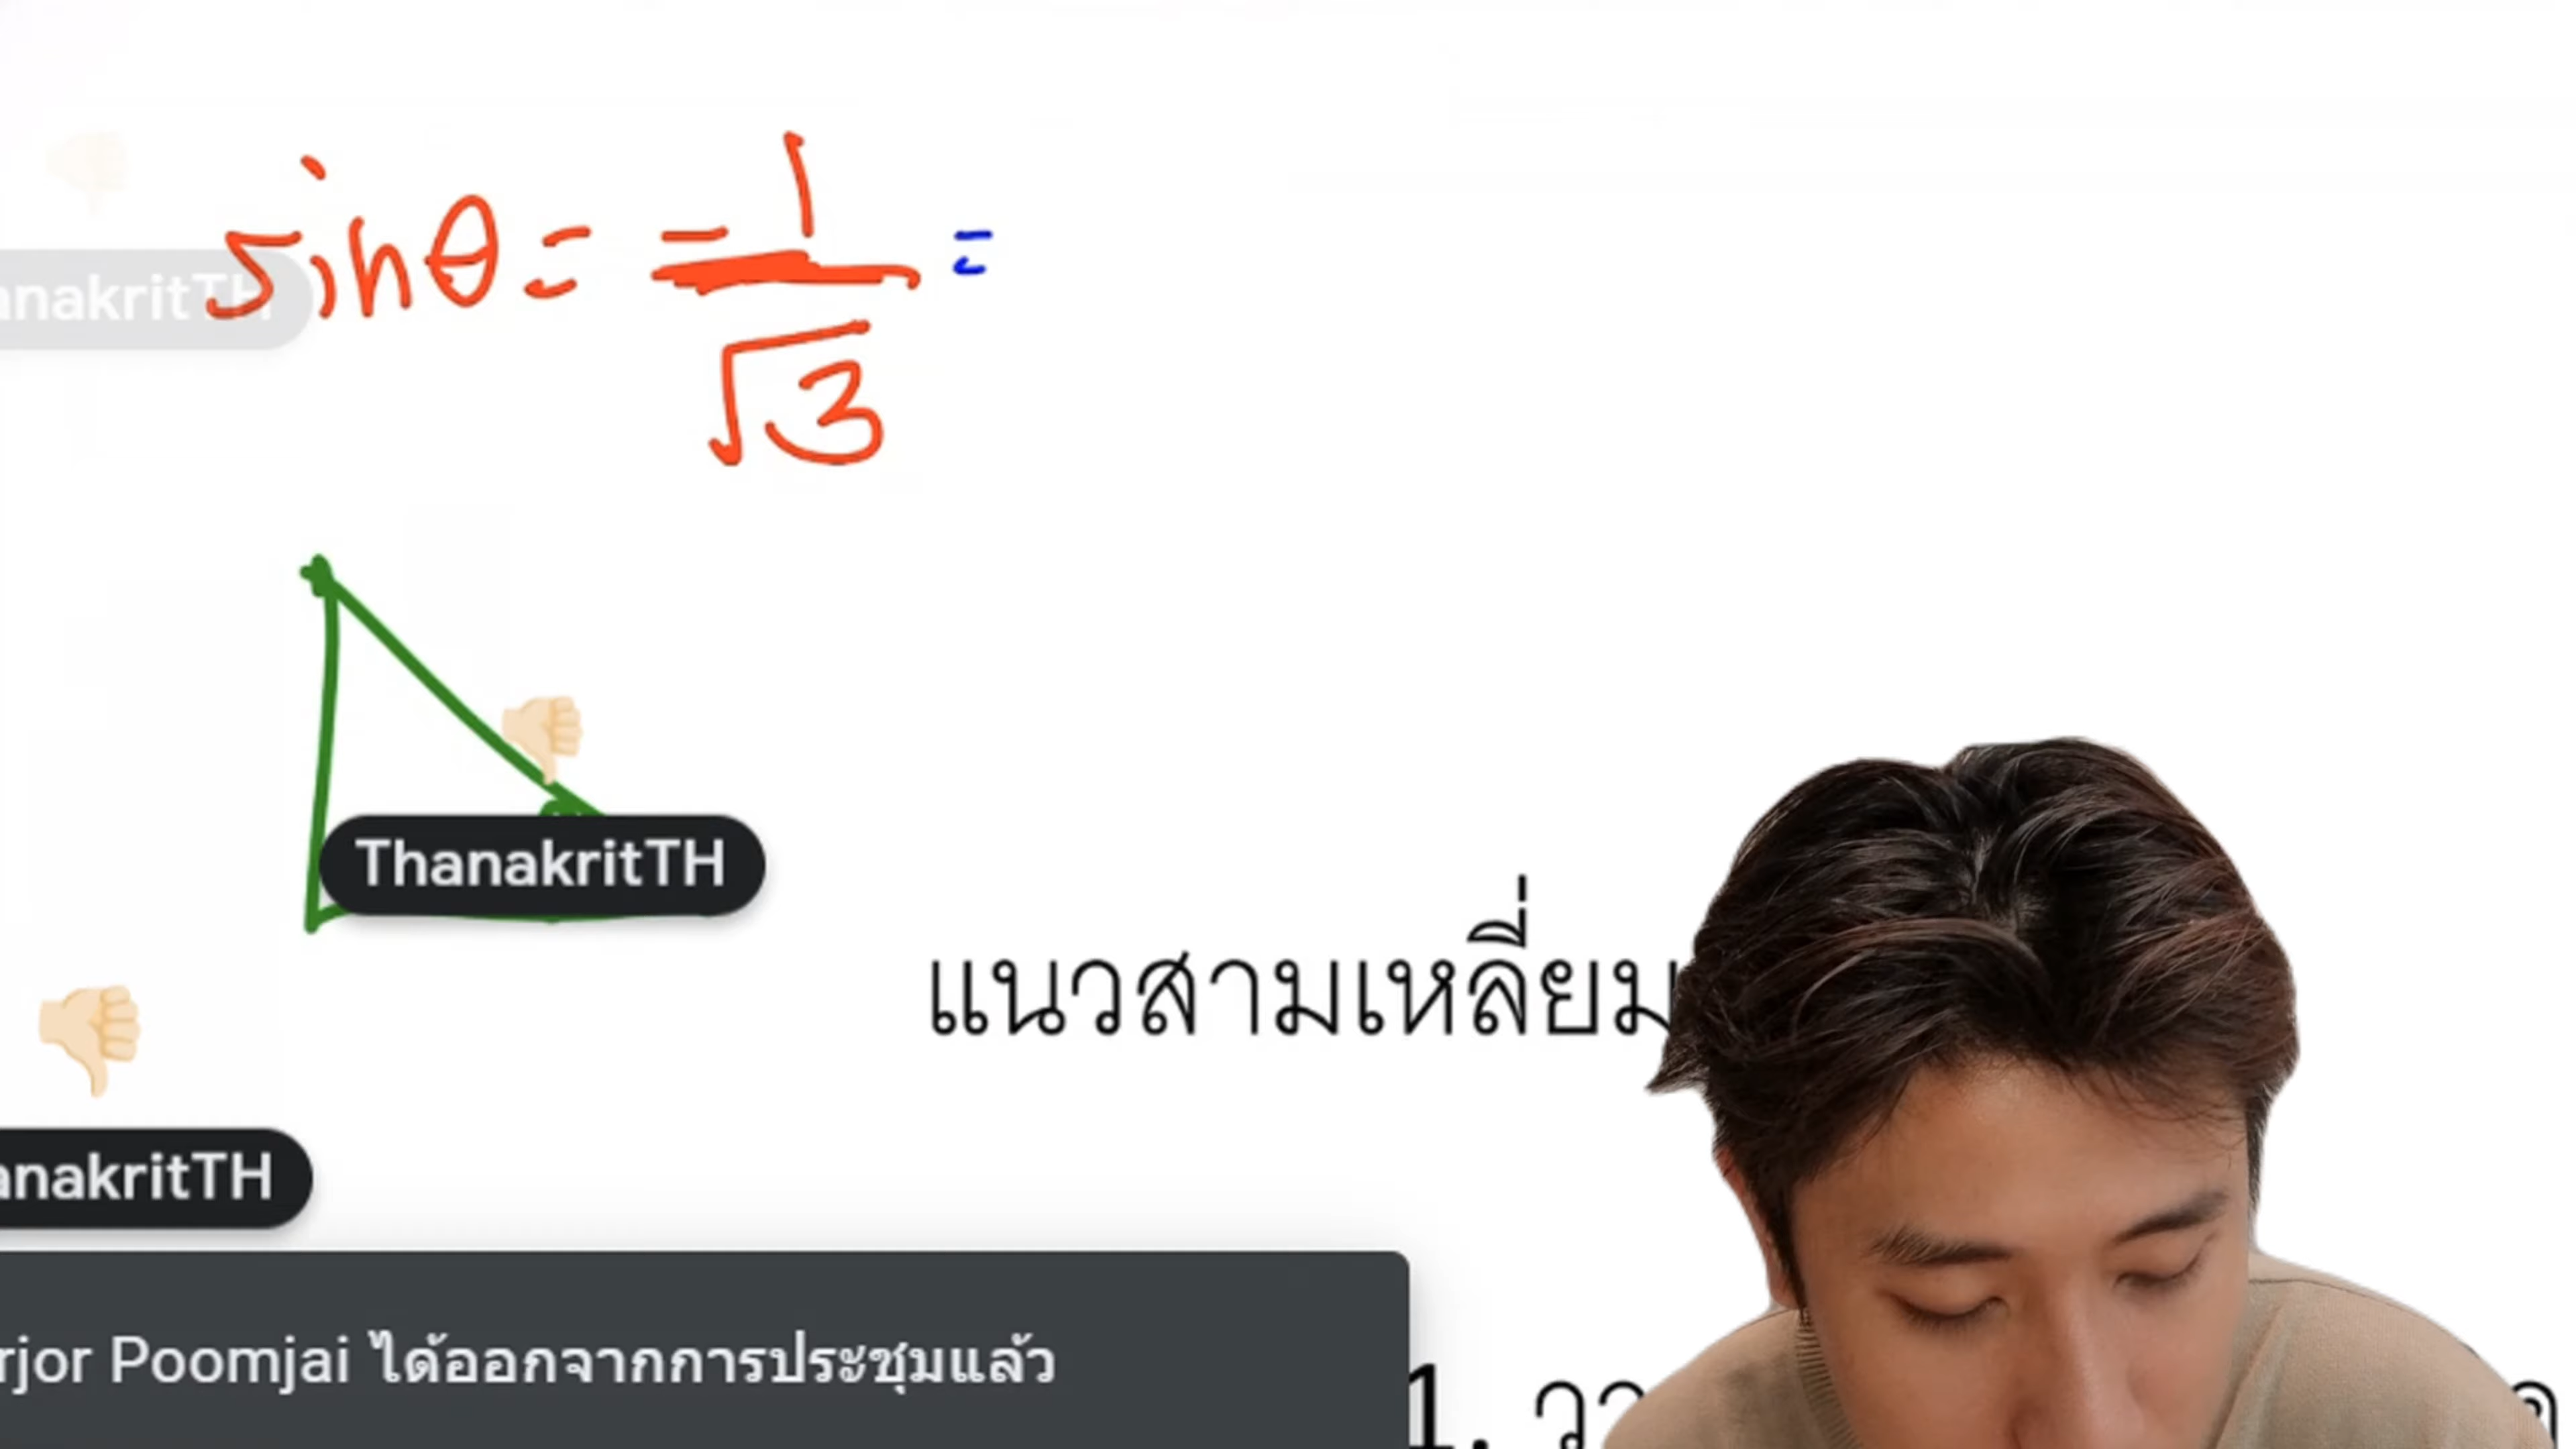 sinθ = -1/√3 =
ThanakritTH
แนวสามเหลี่ยม
anakritTH
rjor Poomjai ได้ออกจากการประชุมแล้ว
1.